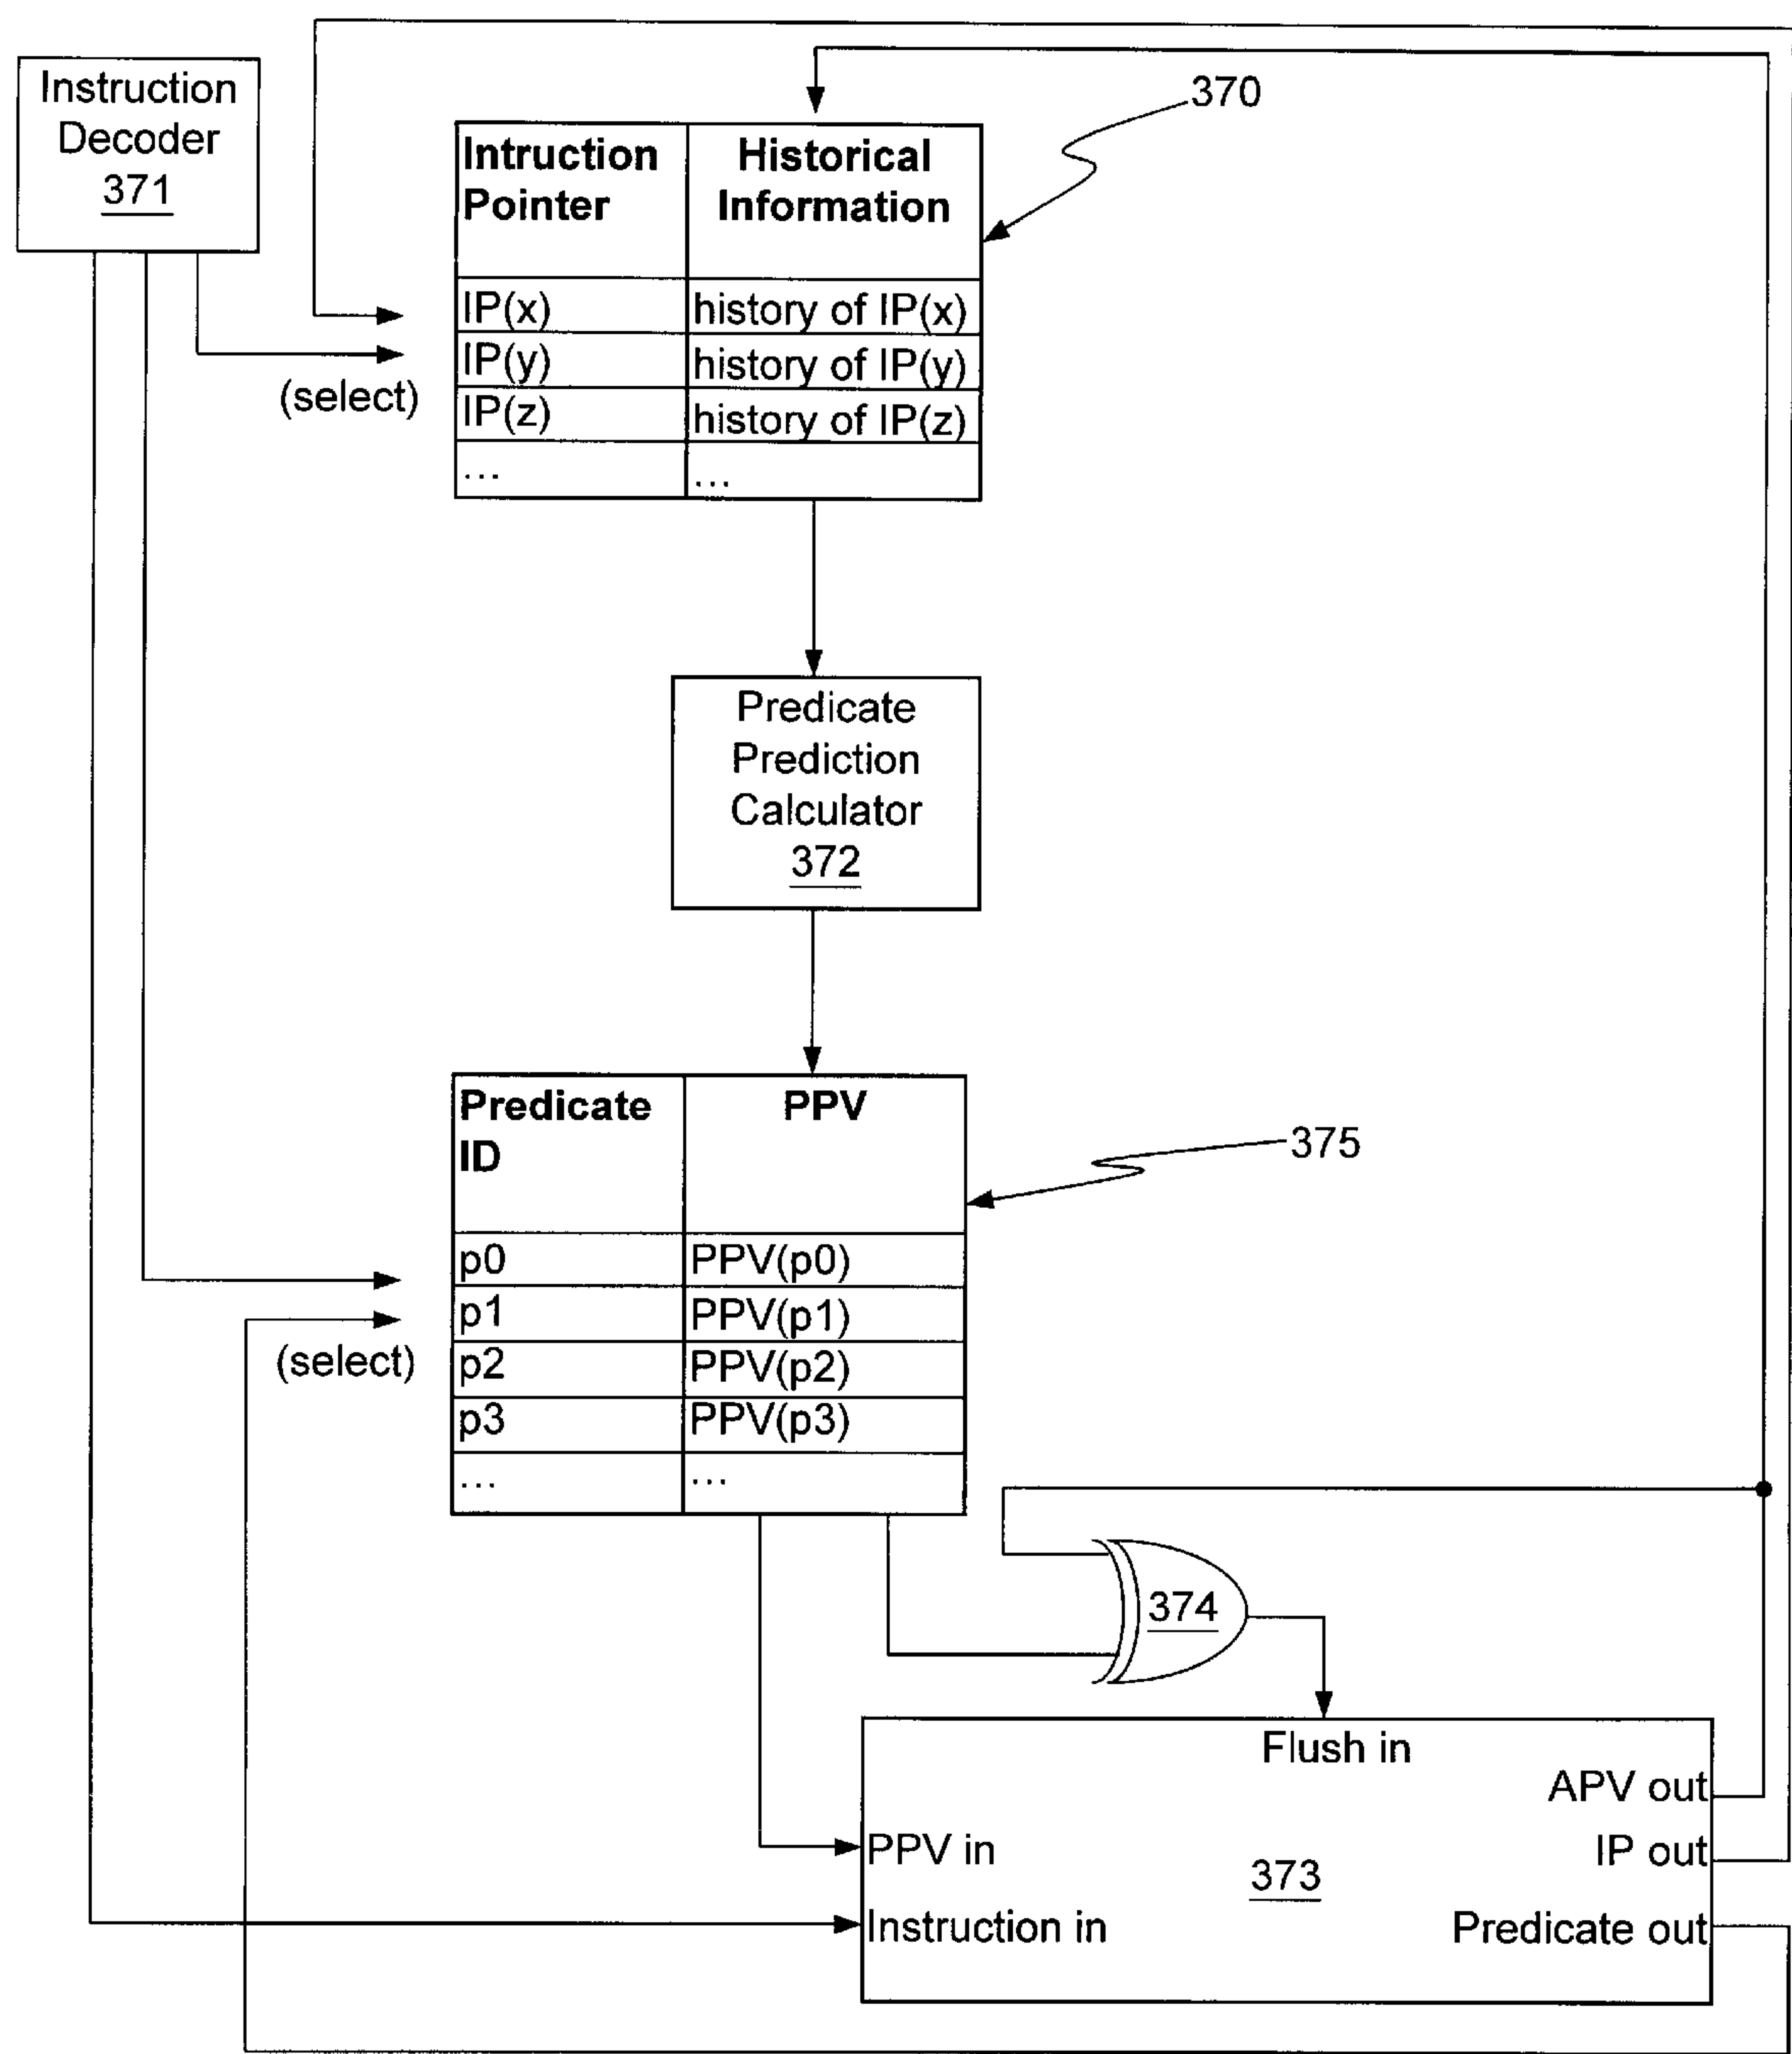 Instruction
Decoder
371
370
Intruction
Pointer
Historical
Information
IP(x)
history of IP(x)
IP(y)
history of IP(y)
IP(z)
history of IP(z)
...
...
(select)
Predicate
Prediction
Calculator
372
Predicate
ID
PPV
375
p0
PPV(p0)
p1
PPV(p1)
p2
PPV(p2)
p3
PPV(p3)
...
...
(select)
374
Flush in
APV out
PPV in
IP out
373
Instruction in
Predicate out